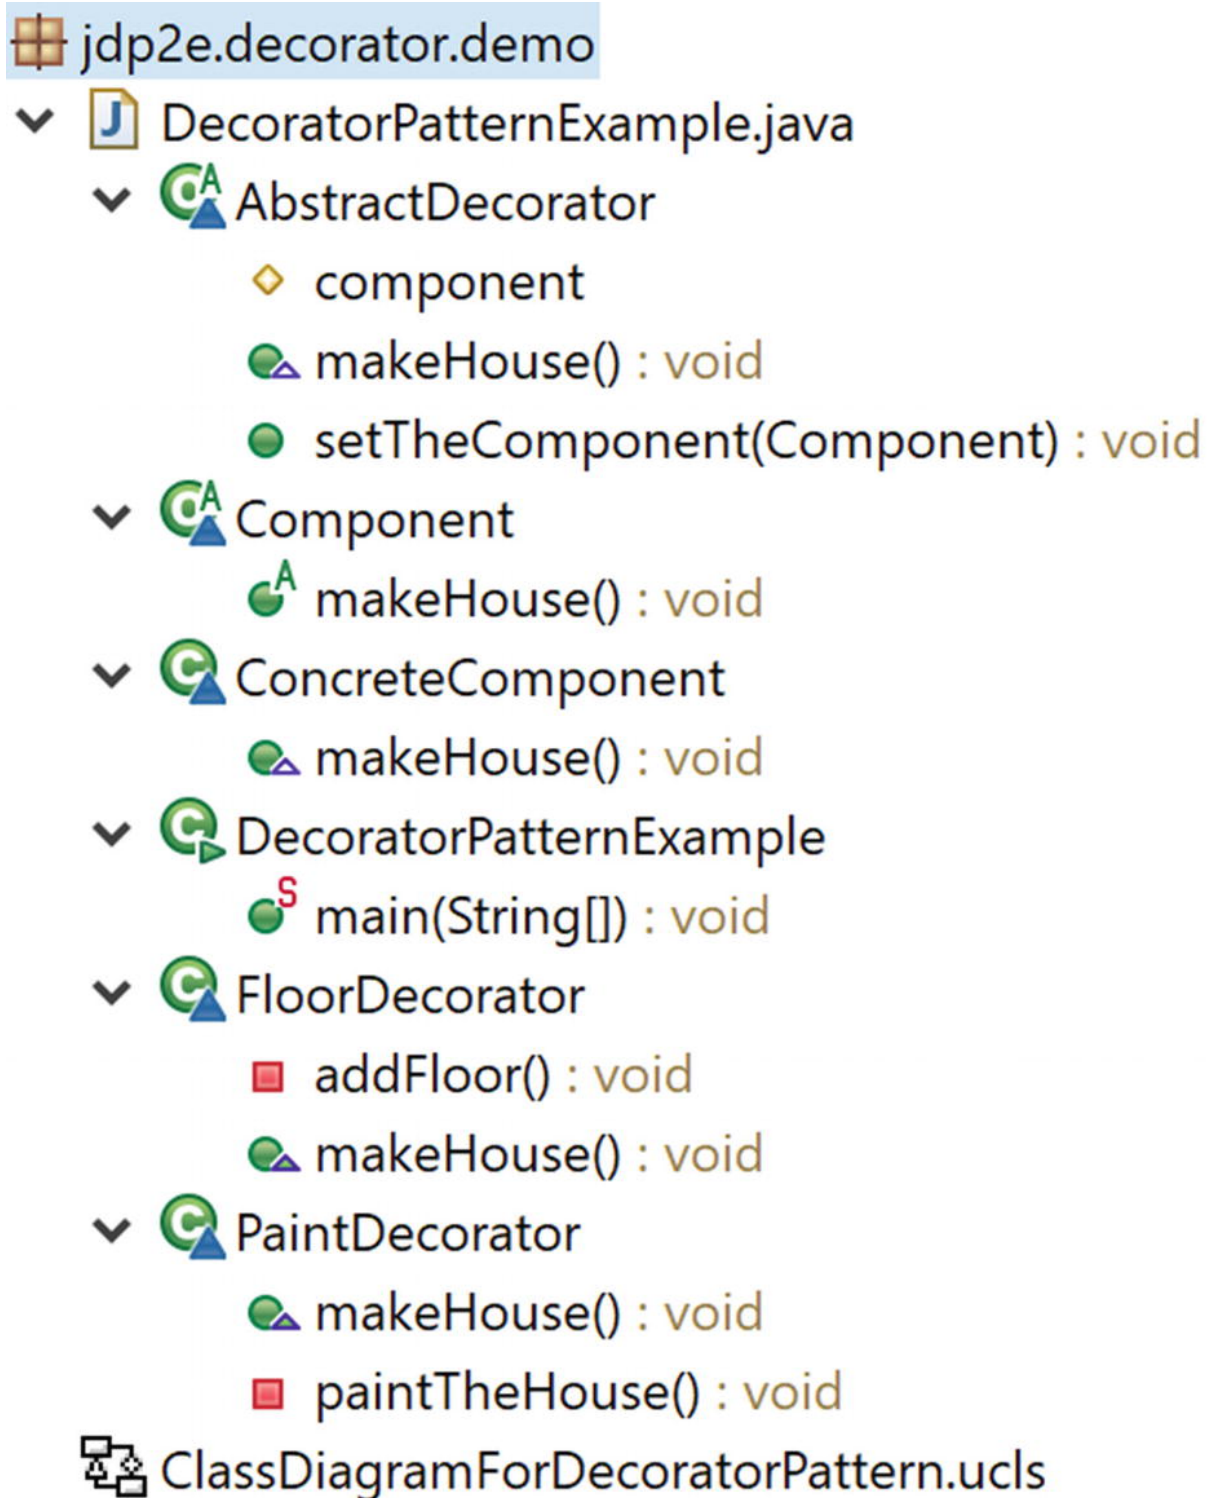 jdp2e.decorator.demo
DecoratorPatternExample.java
AbstractDecorator
component
makeHouse() : void
setTheComponent(Component) : void
Component
makeHouse() : void
ConcreteComponent
makeHouse() : void
DecoratorPatternExample
main(String[]) : void
FloorDecorator
addFloor() : void
makeHouse() : void
PaintDecorator
makeHouse() : void
paintTheHouse() : void
ClassDiagramForDecoratorPattern.ucls